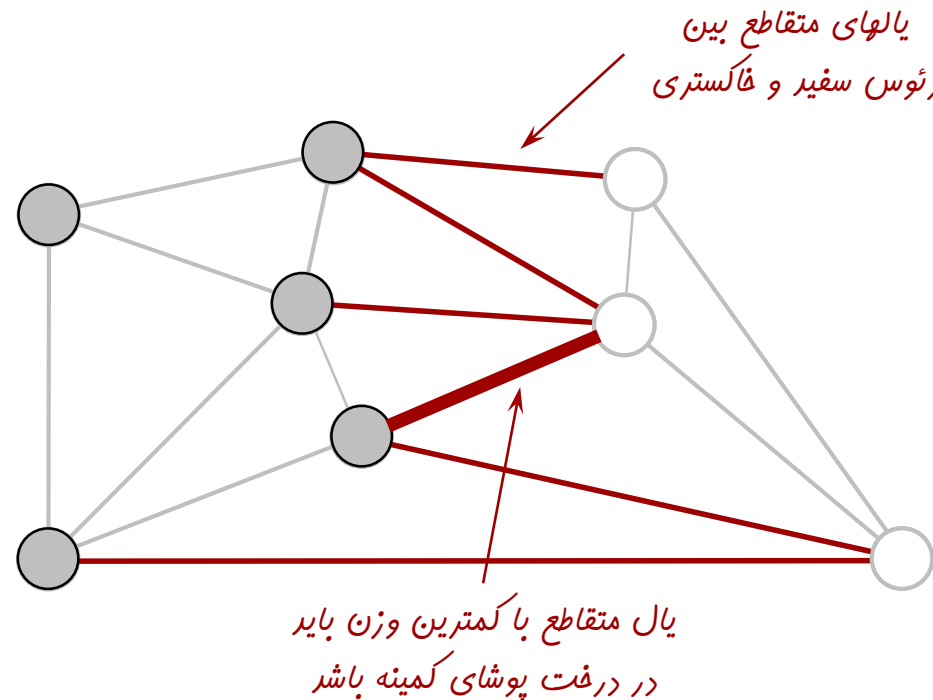 یالهای متقاطع بین
رئوس سفید و خاکستری
یال متقاطع با کمترین وزن باید
در درخت پوشای کمینه باشد